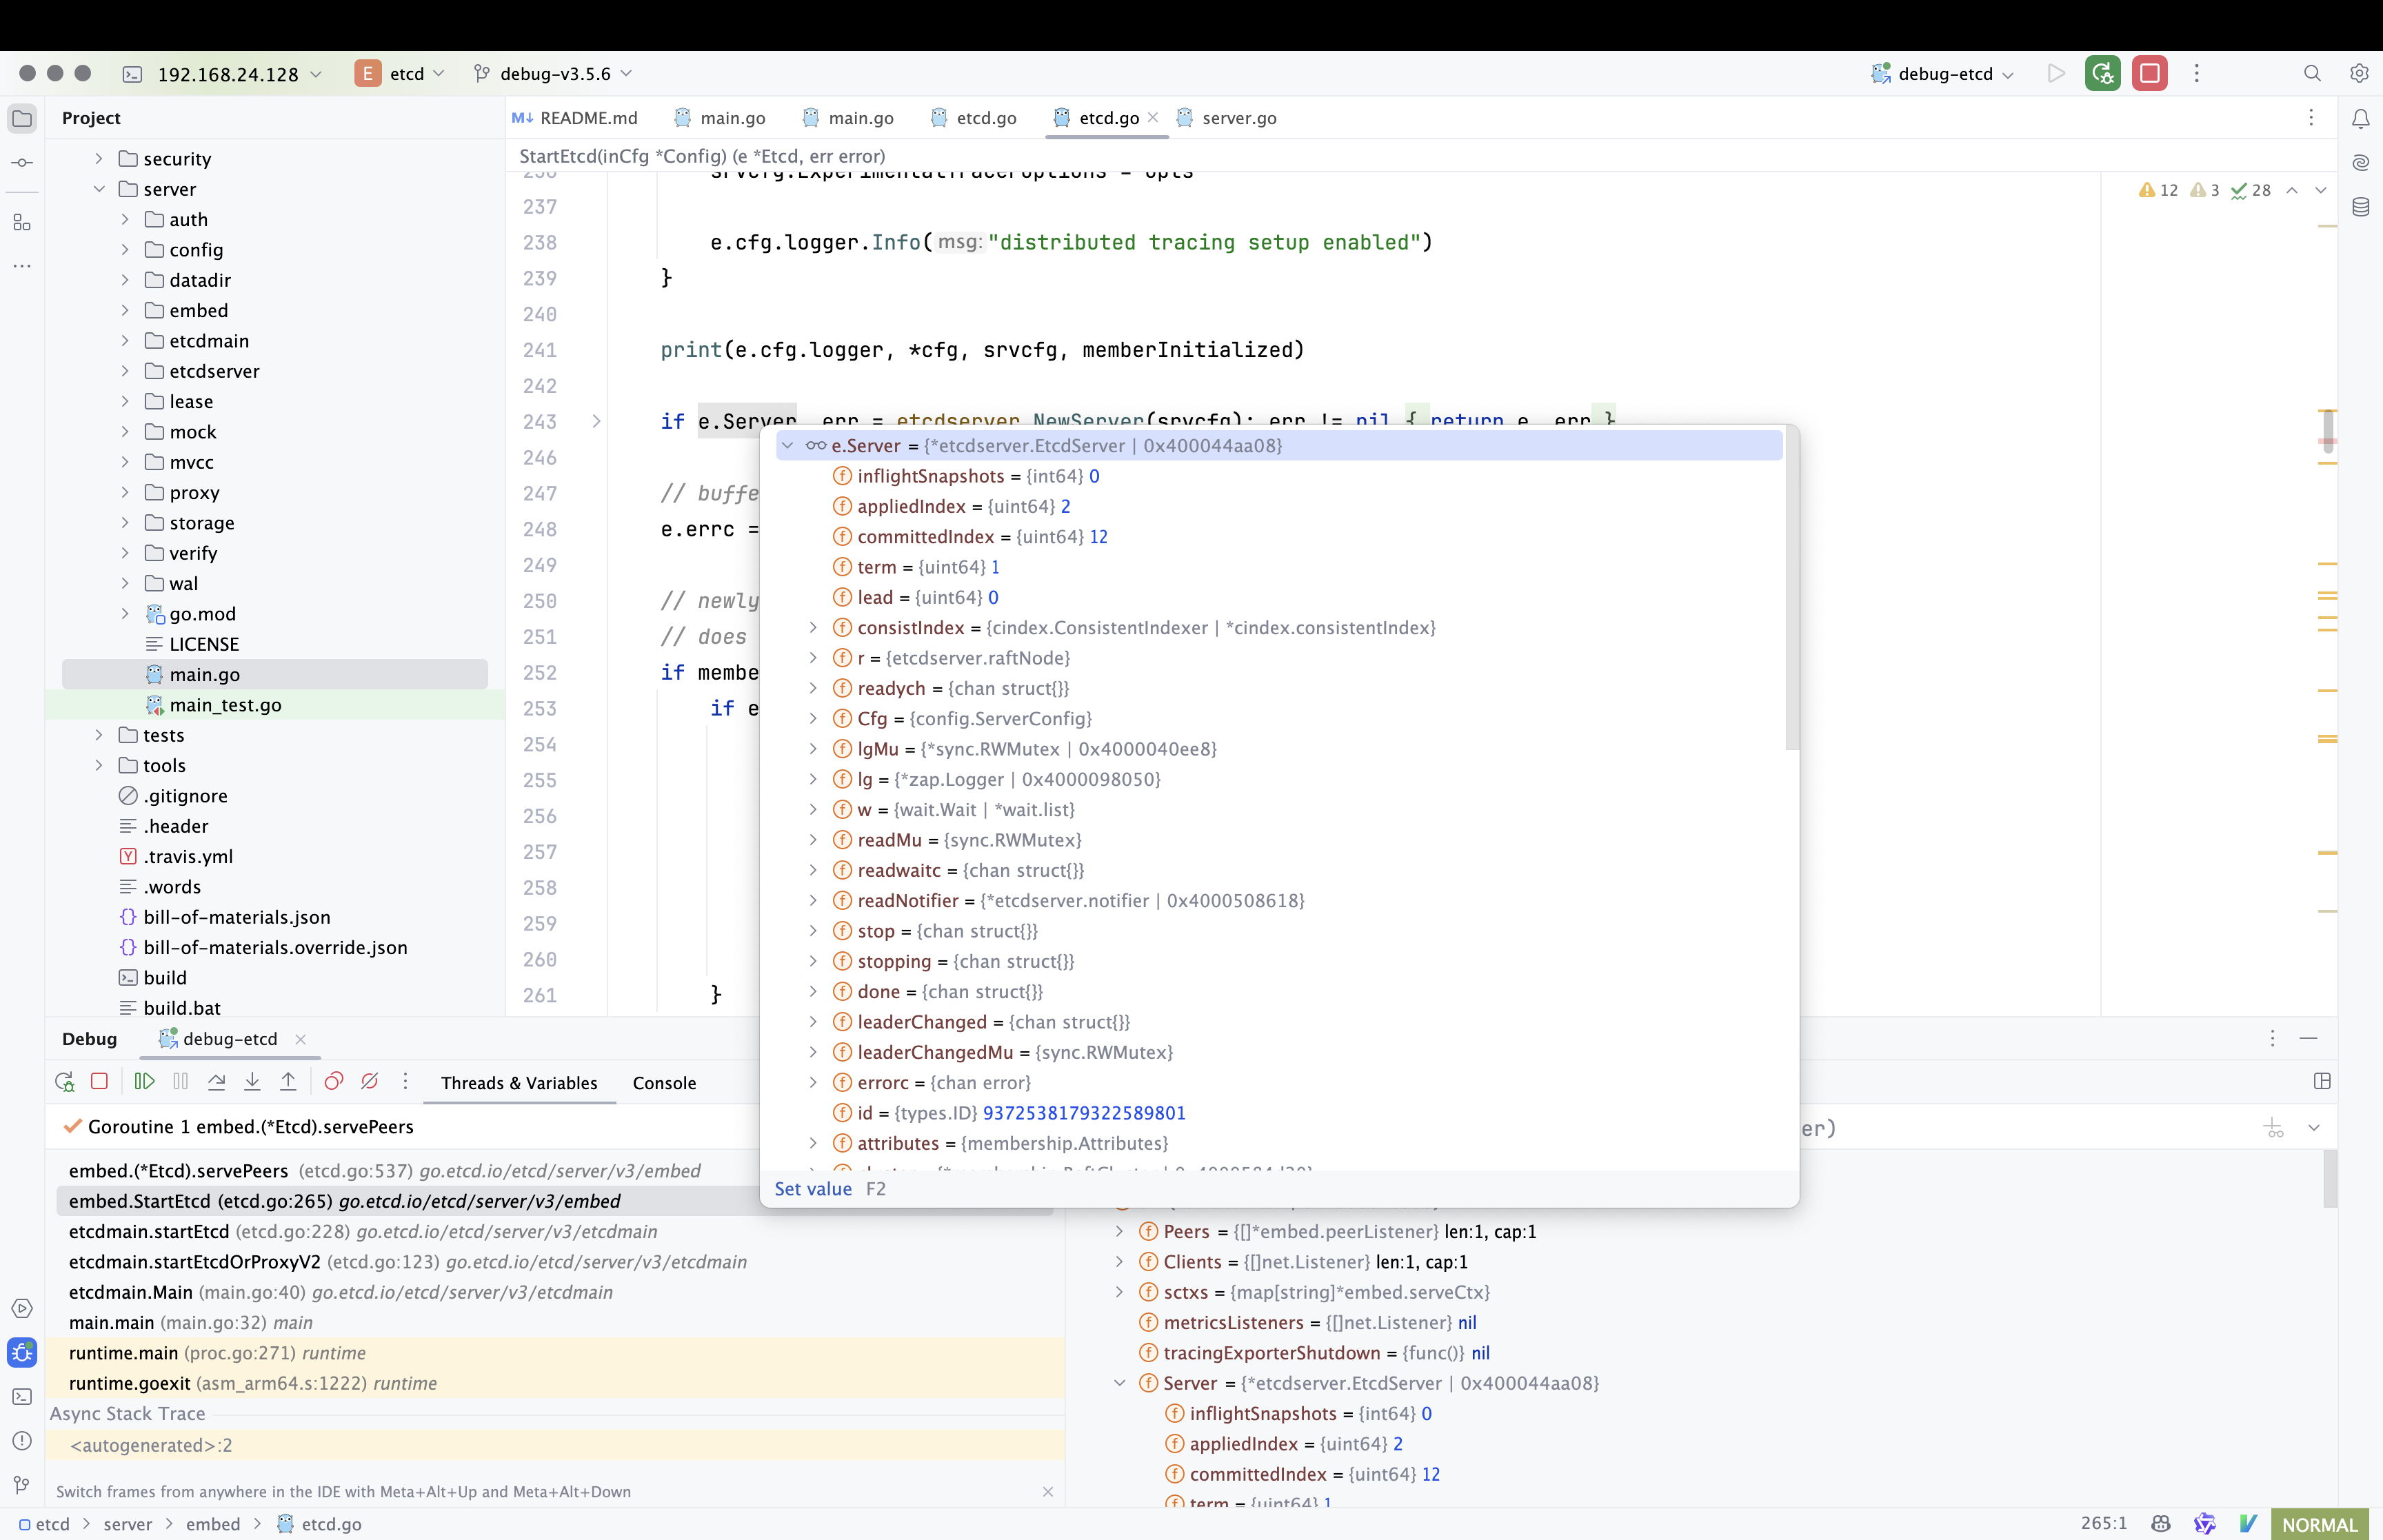 192.168.24.128
E etcd
debug-v3.5.6
debug-etcd
Project
security
server
auth
config
datadir
embed
etcdmain
etcdserver
lease
mock
mvcc
proxy
storage
verify
wal
go.mod
LICENSE
main.go
main_test.go
tests
tools
.gitignore
.header
.travis.yml
.words
bill-of-materials.json
bill-of-materials.override.json
build
build.bat
M↓ README.md main.go main.go etcd.go etcd.go server.go
StartEtcd(inCfg *Config) (e *Etcd, err error)
12 3 28
236 srvcfg.ExperimentalTracerOptions = opts
237
238 e.cfg.logger.Info( msg: "distributed tracing setup enabled")
239 }
240
241 print(e.cfg.logger, *cfg, srvcfg, memberInitialized)
242
243 if e.Server, err = etcdserver.NewServer(srvcfg); err != nil { return e, err }
246
247 // buffe
248 e.errc =
249
250 // newly
251 // does
252 if membe
253 if e
254
255
256
257
258
259
260
261 }
e.Server = {*etcdserver.EtcdServer | 0x400044aa08}
inflightSnapshots = {int64} 0
appliedIndex = {uint64} 2
committedIndex = {uint64} 12
term = {uint64} 1
lead = {uint64} 0
consistIndex = {cindex.ConsistentIndexer | *cindex.consistentIndex}
r = {etcdserver.raftNode}
readych = {chan struct{}}
Cfg = {config.ServerConfig}
lgMu = {*sync.RWMutex | 0x4000040ee8}
lg = {*zap.Logger | 0x4000098050}
w = {wait.Wait | *wait.list}
readMu = {sync.RWMutex}
readwaitc = {chan struct{}}
readNotifier = {*etcdserver.notifier | 0x4000508618}
stop = {chan struct{}}
stopping = {chan struct{}}
done = {chan struct{}}
leaderChanged = {chan struct{}}
leaderChangedMu = {sync.RWMutex}
errorc = {chan error}
id = {types.ID} 9372538179322589801
attributes = {membership.Attributes}
Set value F2
Debug debug-etcd
Threads & Variables Console
Goroutine 1 embed.(*Etcd).servePeers
embed.(*Etcd).servePeers (etcd.go:537) go.etcd.io/etcd/server/v3/embed
embed.StartEtcd (etcd.go:265) go.etcd.io/etcd/server/v3/embed
etcdmain.startEtcd (etcd.go:228) go.etcd.io/etcd/server/v3/etcdmain
etcdmain.startEtcdOrProxyV2 (etcd.go:123) go.etcd.io/etcd/server/v3/etcdmain
etcdmain.Main (main.go:40) go.etcd.io/etcd/server/v3/etcdmain
main.main (main.go:32) main
runtime.main (proc.go:271) runtime
runtime.goexit (asm_arm64.s:1222) runtime
Async Stack Trace
<autogenerated>:2
Switch frames from anywhere in the IDE with Meta+Alt+Up and Meta+Alt+Down
er)
Peers = {[]*embed.peerListener} len:1, cap:1
Clients = {[]net.Listener} len:1, cap:1
sctxs = {map[string]*embed.serveCtx}
metricsListeners = {[]net.Listener} nil
tracingExporterShutdown = {func()} nil
Server = {*etcdserver.EtcdServer | 0x400044aa08}
inflightSnapshots = {int64} 0
appliedIndex = {uint64} 2
committedIndex = {uint64} 12
term = {uint64} 1
etcd > server > embed > etcd.go
265:1
NORMAL